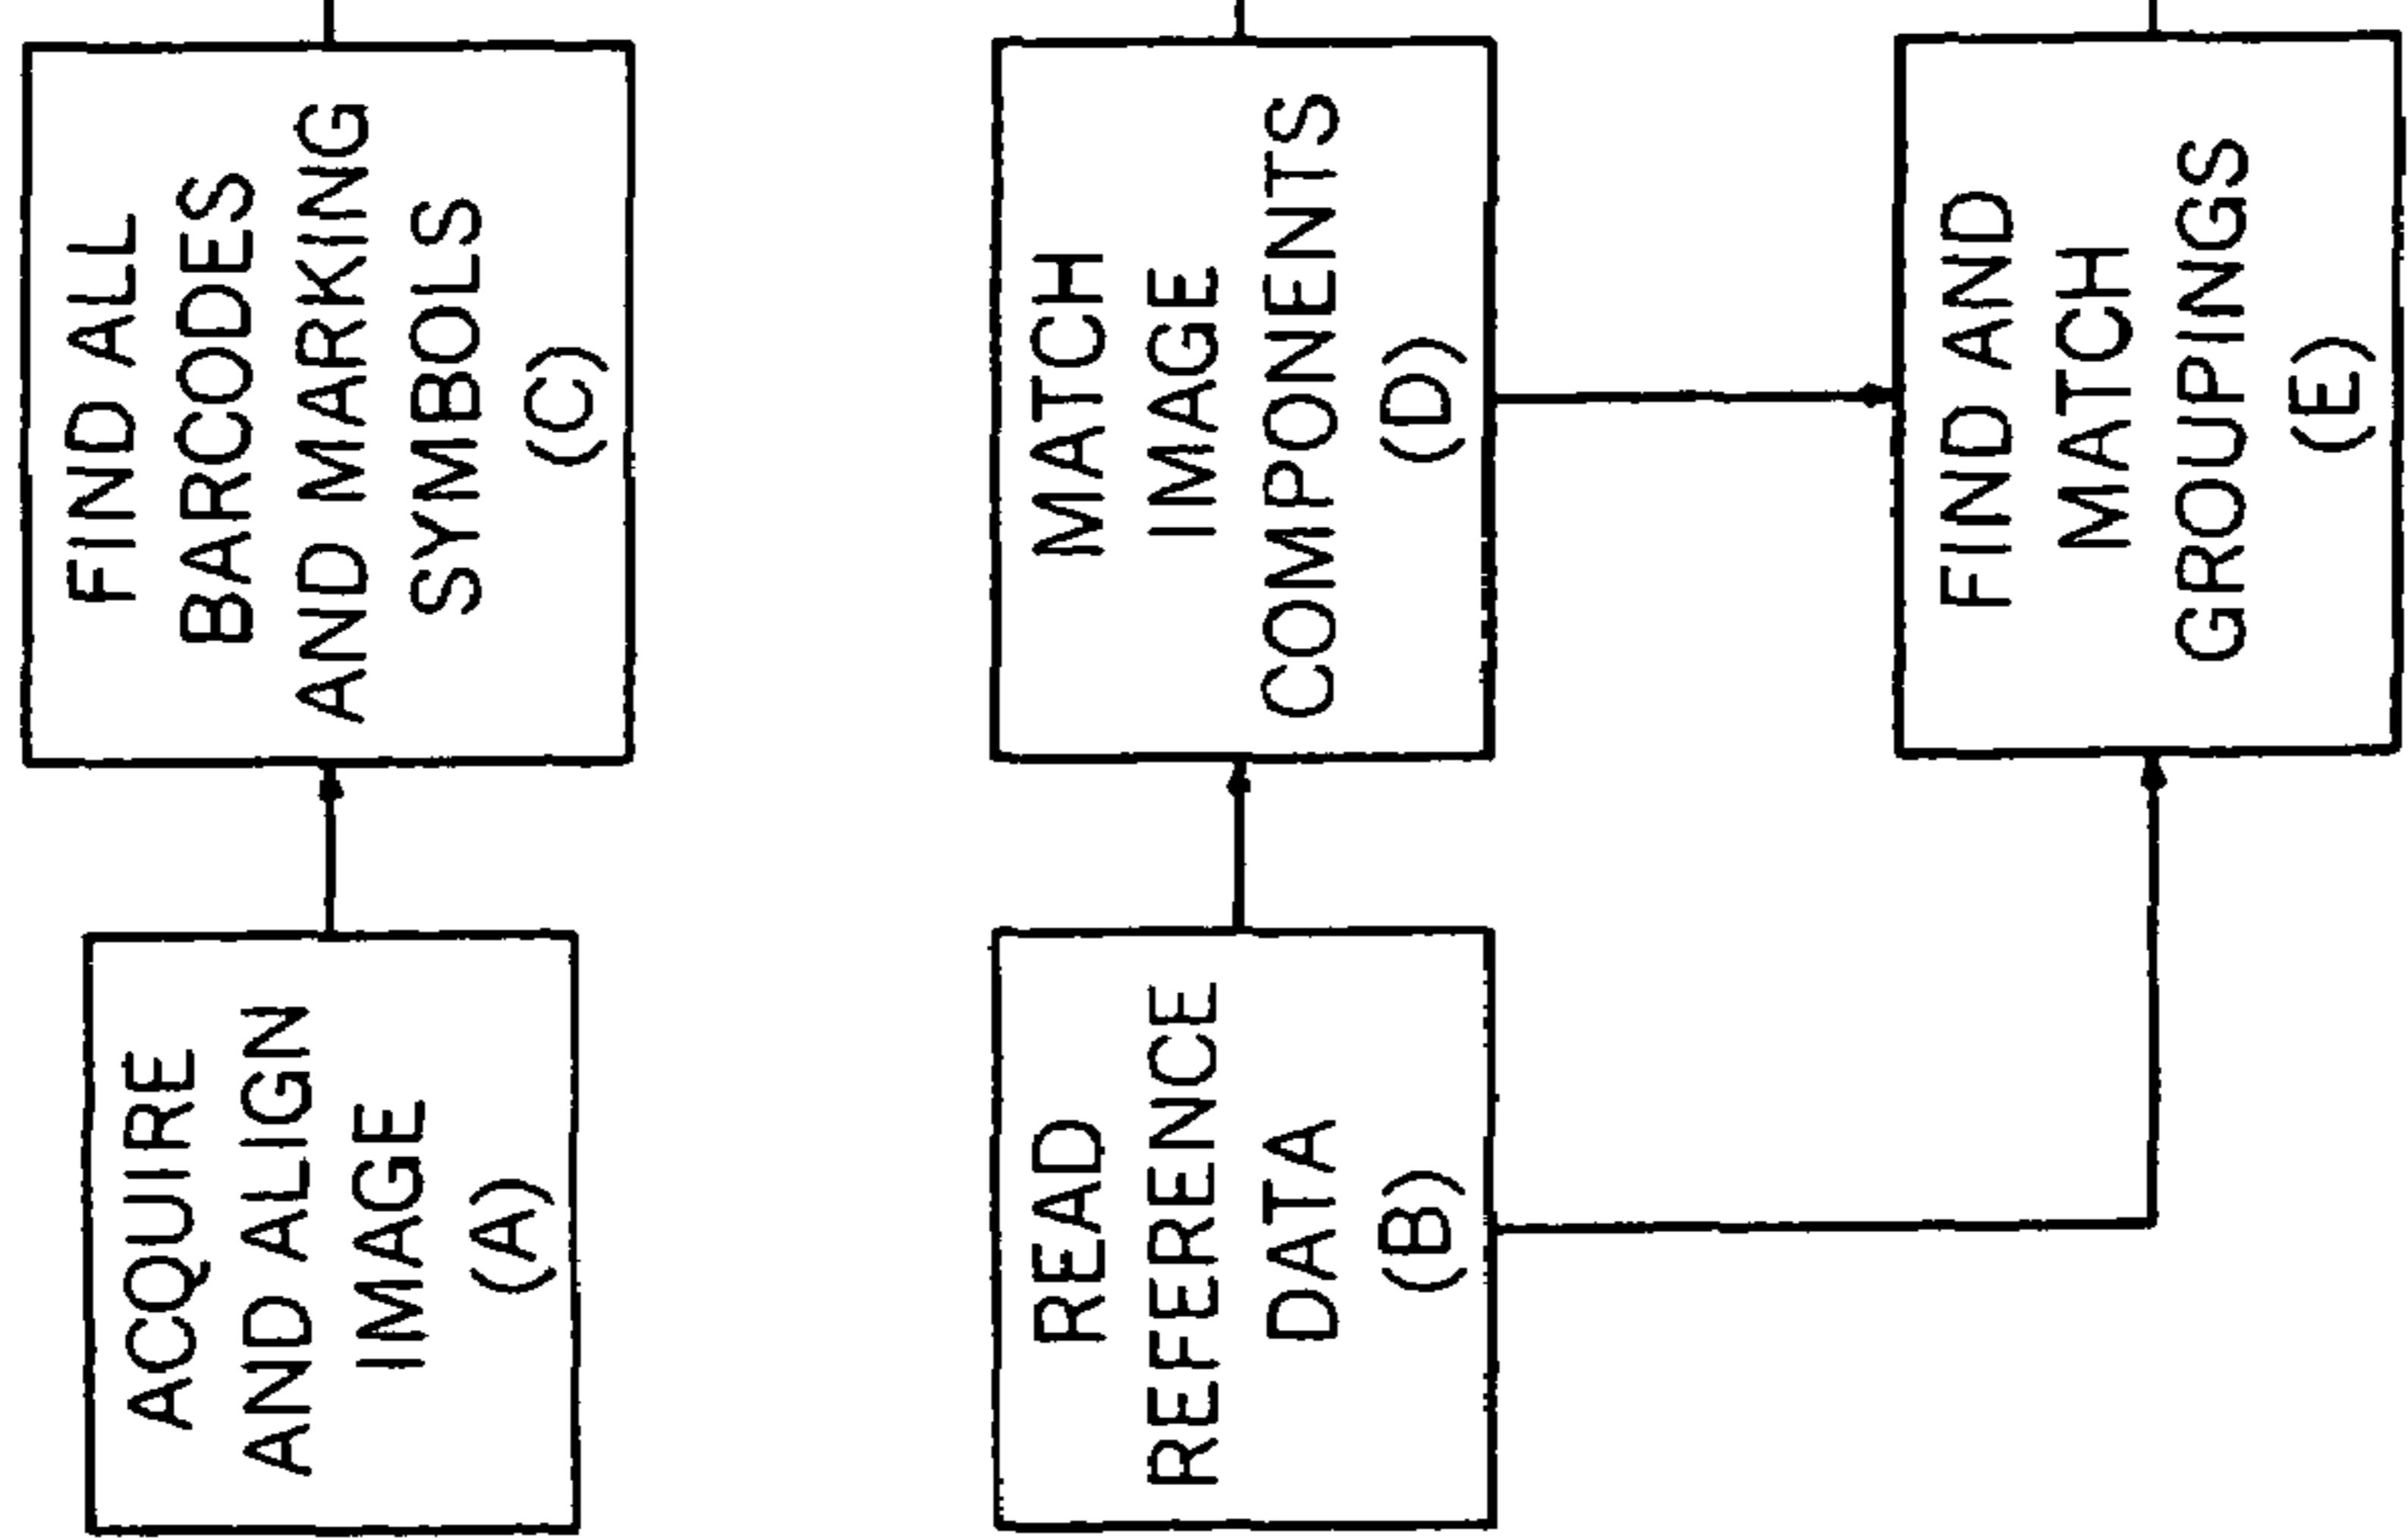 ACQUIRE
AND ALIGN
IMAGE
(A)
FIND ALL
BARCODES
AND MARKING
SYMBOLS
(C)
READ
REFERENCE
DATA
(B)
MATCH
IMAGE
COMPONENTS
(D)
FIND AND
MATCH
GROUPINGS
(E)